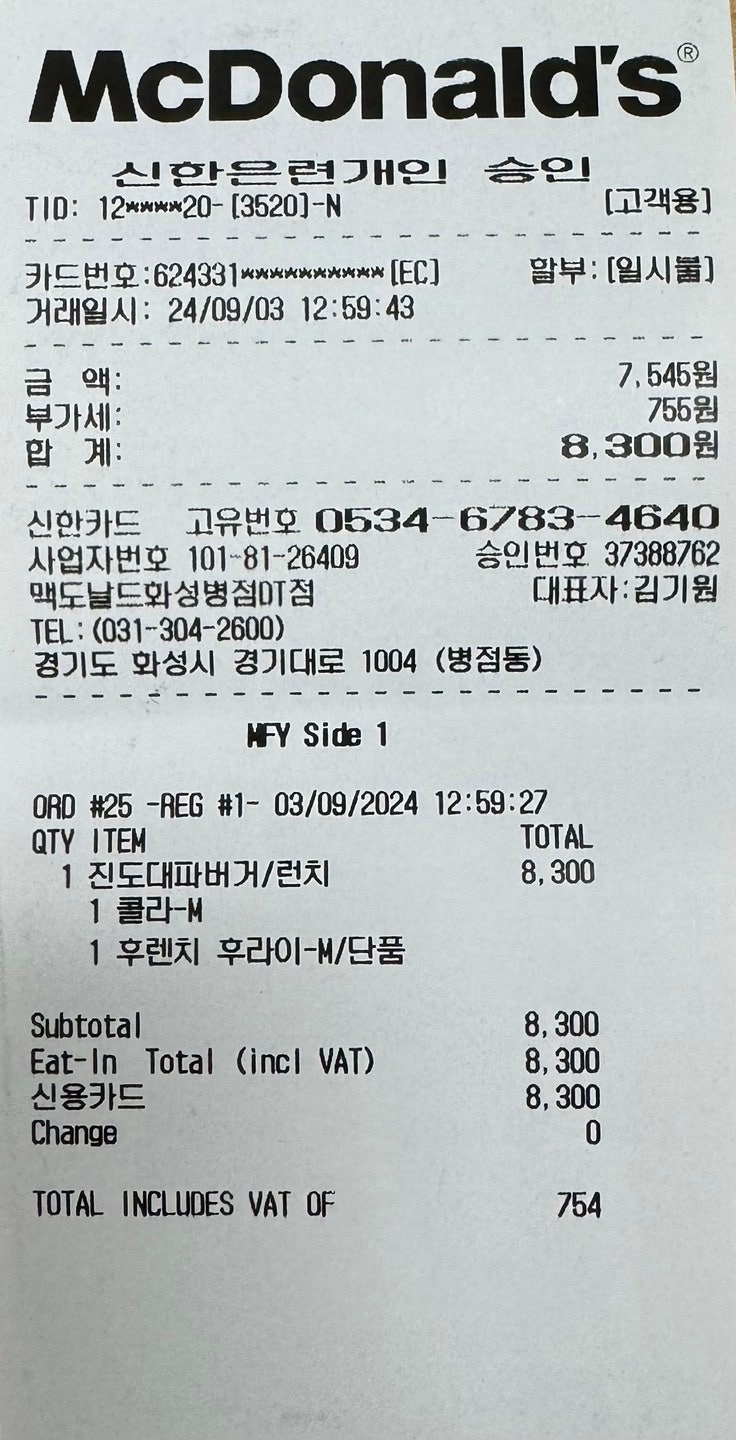 McDonald's®
신한은련개인 승인
TID: 12****20-[3520]-N [고객용]
카드번호:624331**********[EC] 할부:[일시불]
거래일시: 24/09/03 12:59:43
금 액: 7,545원
부가세: 755원
합 계: 8,300원
신한카드 고유번호 0534-6783-4640
사업자번호 101-81-26409 승인번호 37388762
맥도날드화성병점DT점 대표자:김기원
TEL:(031-304-2600)
경기도 화성시 경기대로 1004 (병점동)
MFY Side 1
ORD #25 -REG #1- 03/09/2024 12:59:27
QTY ITEM TOTAL
1 진도대파버거/런치 8,300
1 콜라-M
1 후렌치 후라이-M/단품
Subtotal 8,300
Eat-In Total (incl VAT) 8,300
신용카드 8,300
Change 0
TOTAL INCLUDES VAT OF 754